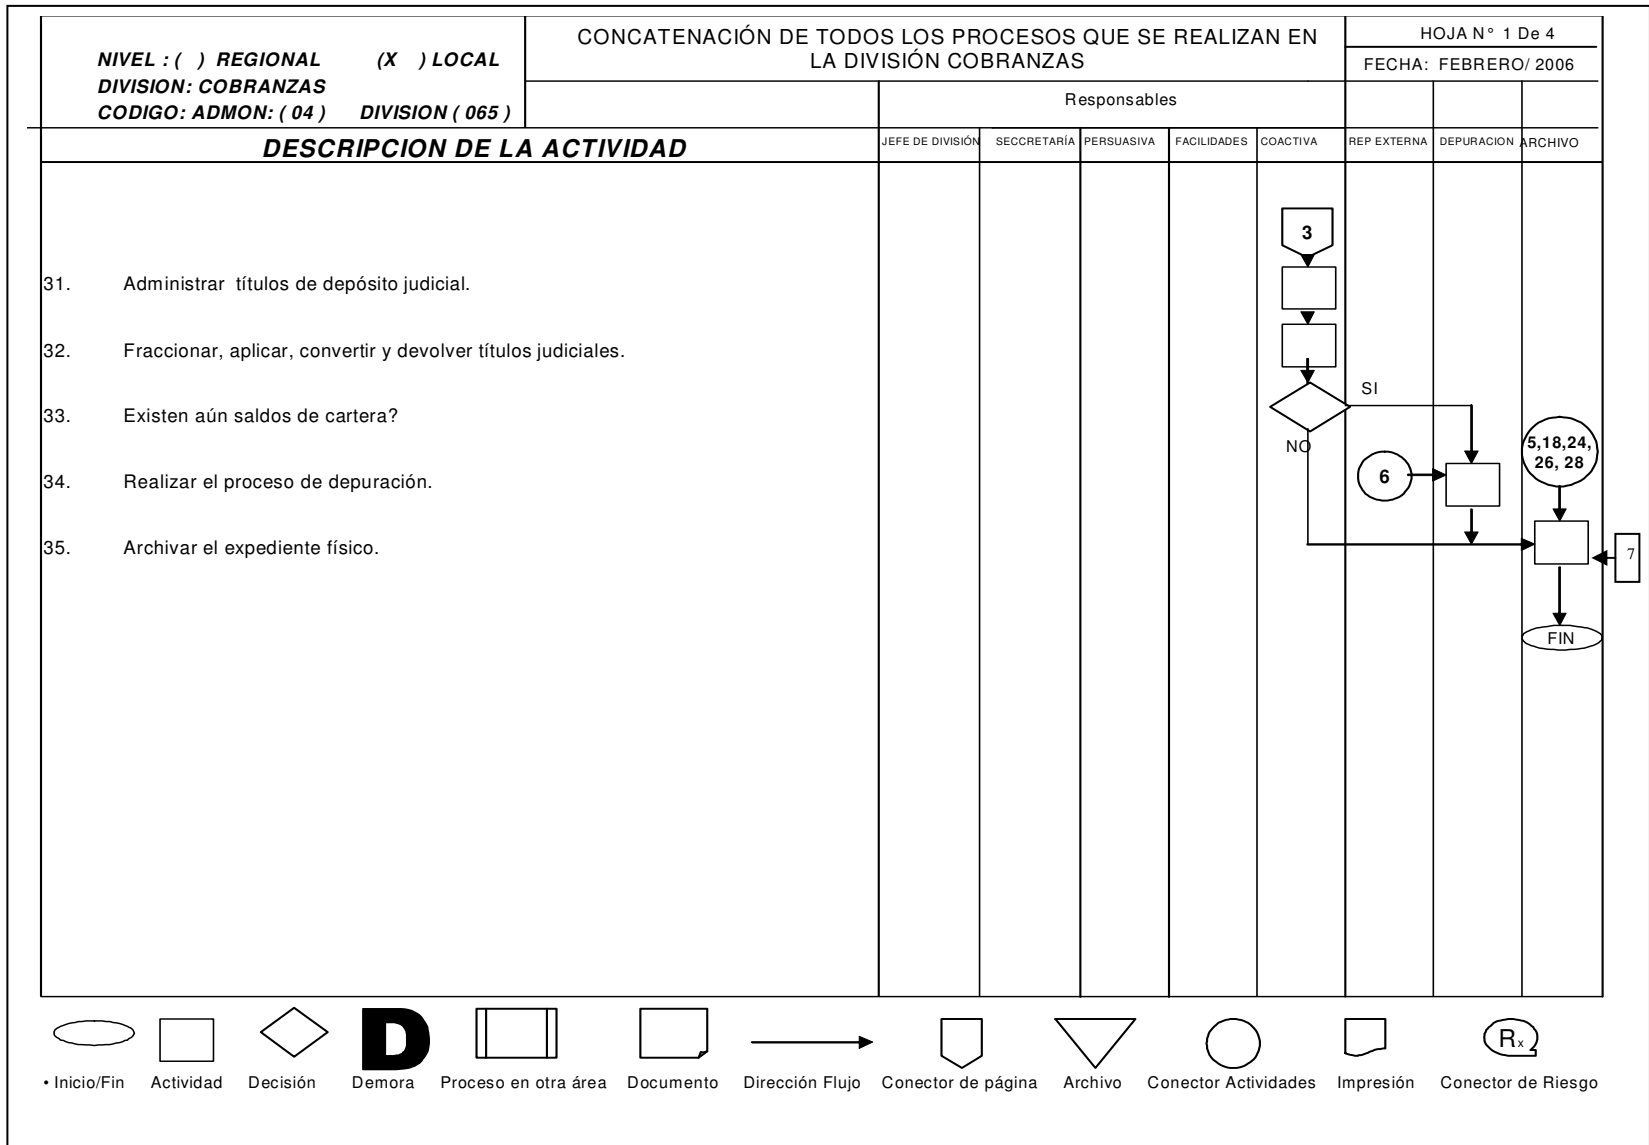 NIVEL : ( ) REGIONAL (X ) LOCAL
DIVISION: COBRANZAS
CODIGO: ADMON: ( 04 ) DIVISION ( 065 )
CONCATENACIÓN DE TODOS LOS PROCESOS QUE SE REALIZAN EN
LA DIVISIÓN COBRANZAS
HOJA N° 1 De 4
FECHA: FEBRERO/ 2006
Responsables
DESCRIPCION DE LA ACTIVIDAD
JEFE DE DIVISIÓN SECCRETARÍA PERSUASIVA FACILIDADES COACTIVA REP EXTERNA DEPURACION ARCHIVO
3
31. Administrar títulos de depósito judicial.
32. Fraccionar, aplicar, convertir y devolver títulos judiciales.
SI
33. Existen aún saldos de cartera?
NO
5,18,24,
26, 28
6
34. Realizar el proceso de depuración.
35. Archivar el expediente físico.
7
FIN
D
Rx
• Inicio/Fin Actividad Decisión Demora Proceso en otra área Documento Dirección Flujo Conector de página Archivo Conector Actividades Impresión Conector de Riesgo